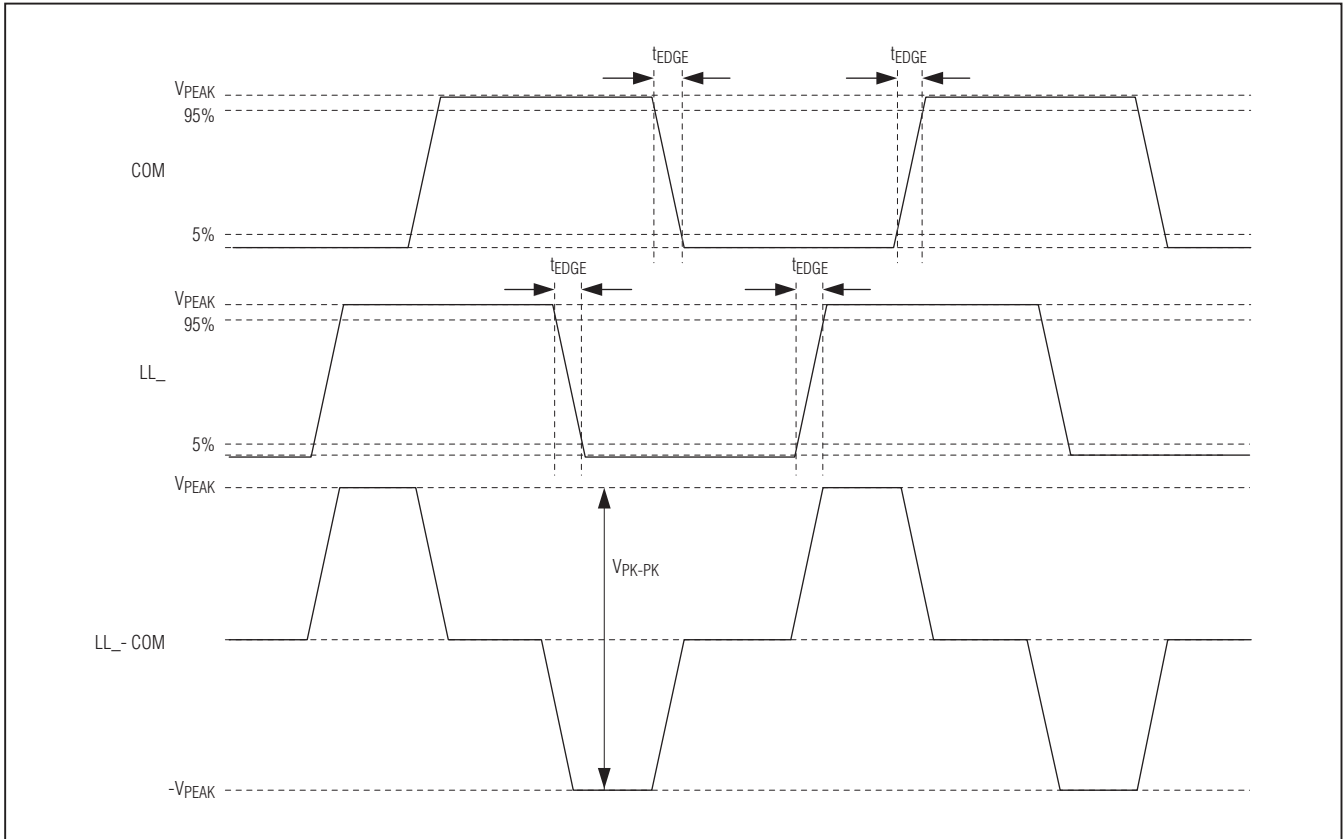 tEDGE tEDGE
VPEAK
95%
COM
5%
tEDGE tEDGE
VPEAK
95%
LL_
5%
VPEAK
VPK-PK
LL_- COM
-VPEAK